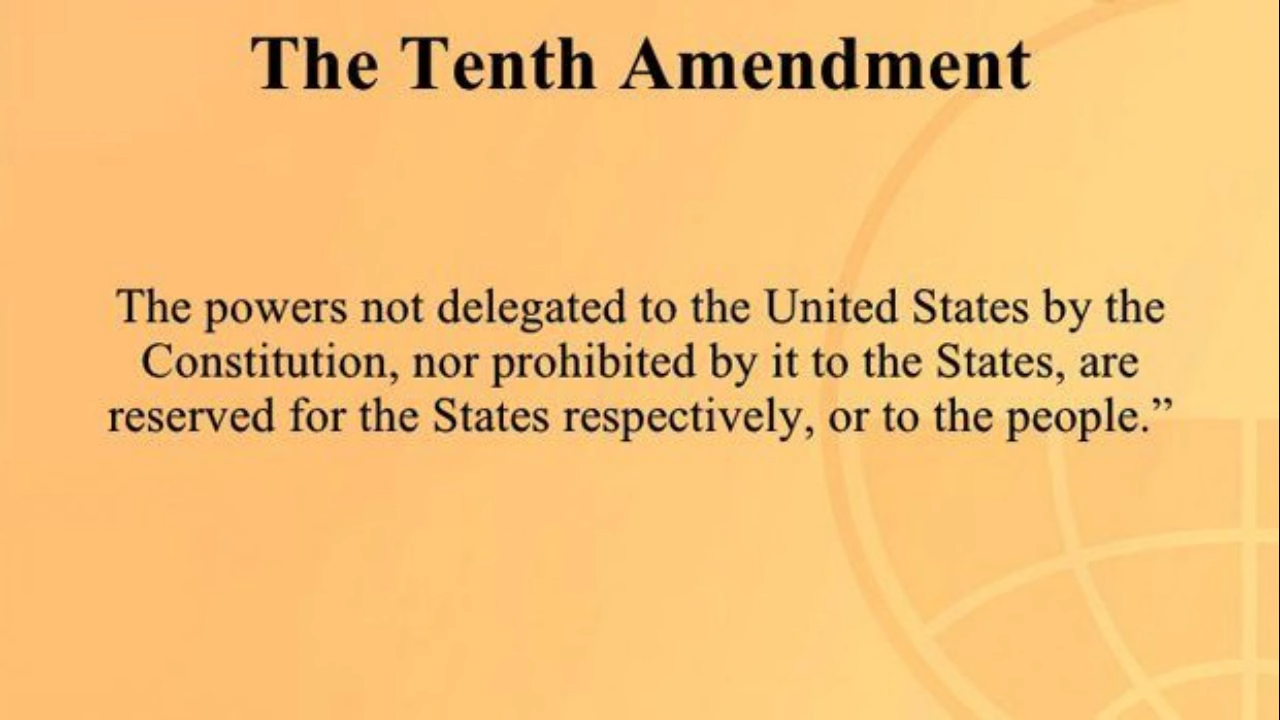 The Tenth Amendment
The powers not delegated to the United States by the
Constitution, nor prohibited by it to the States, are
reserved for the States respectively, or to the people.”